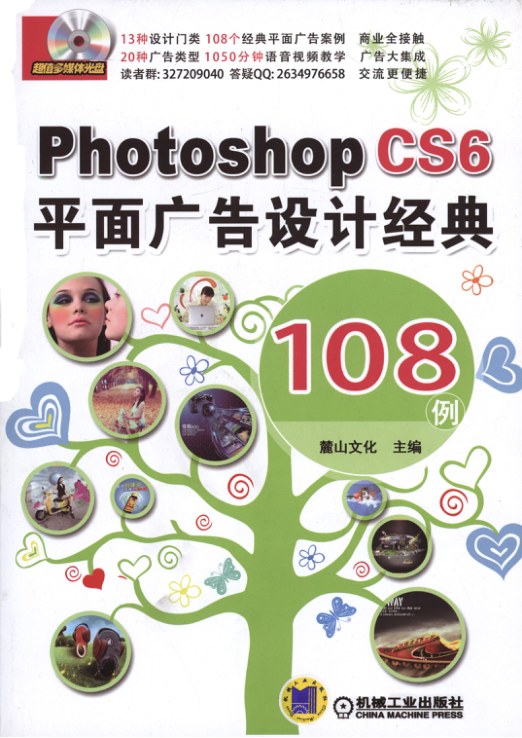 13种设计门类 108个经典平面广告案例 商业全接触
20种广告类型 1050分钟语音视频教学 广告大集成
读者群: 327209040 答疑QQ: 2634976658 交流更便捷
超值多媒体光盘
Photoshop CS6
平面广告设计经典
108
例
麓山文化 主编
WAY
机械工业出版社
CHINA MACHINE PRESS